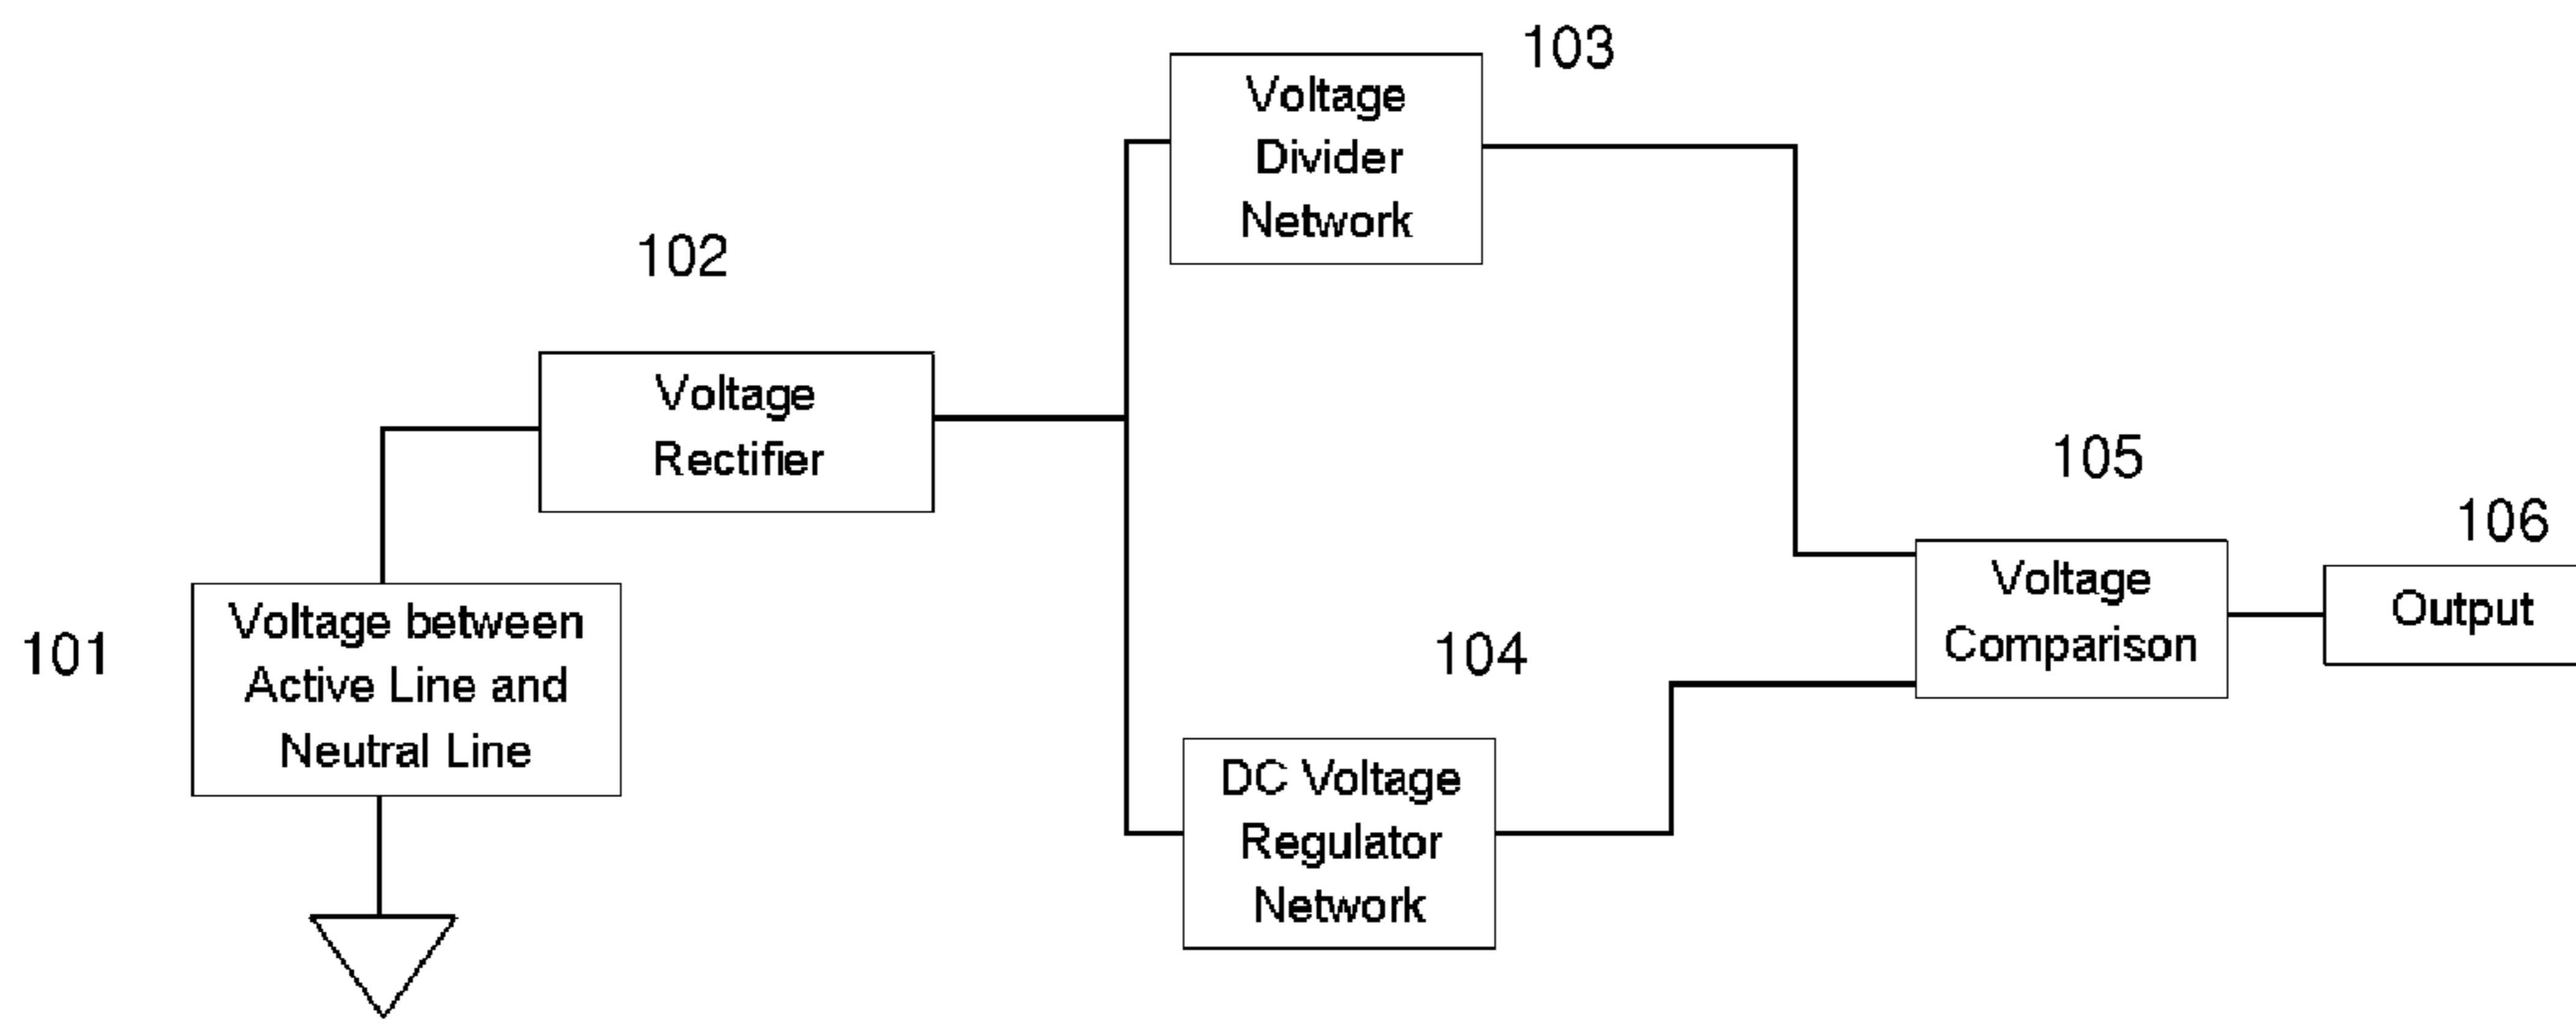 103
Voltage
Divider
Network
102
Voltage
Rectifier
101
Voltage between
Active Line and
Neutral Line
104
DC Voltage
Regulator
Network
105
Voltage
Comparison
106
Output